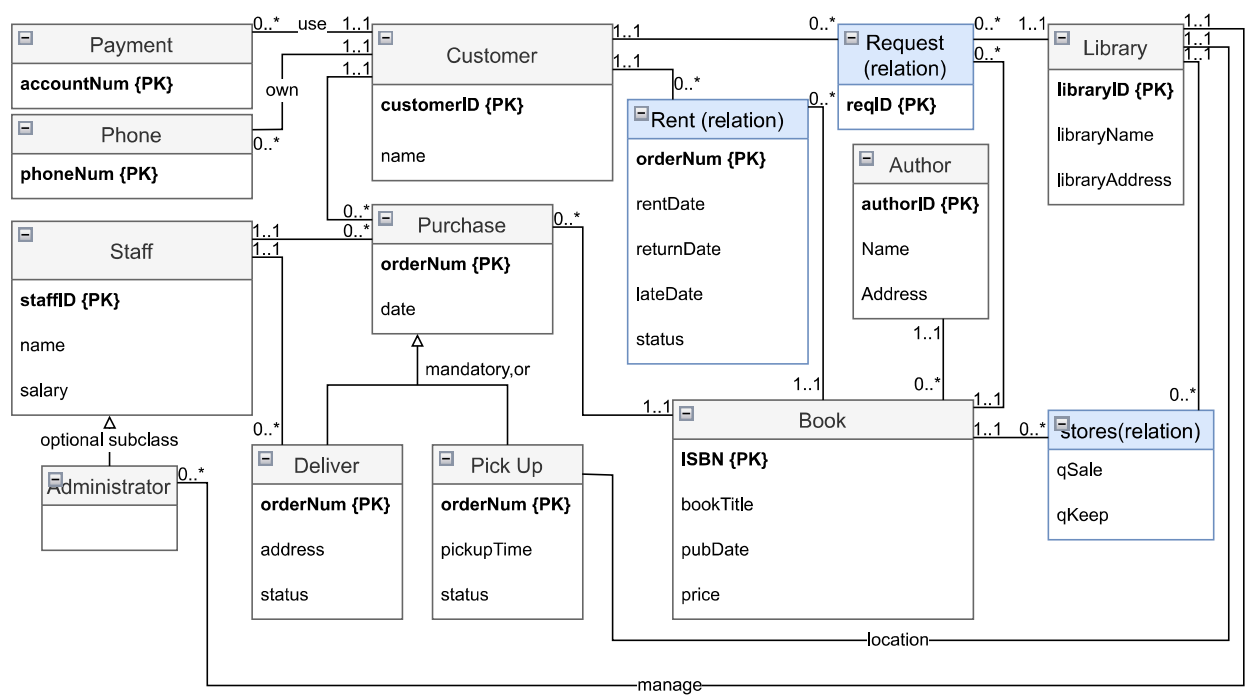 0..* use 1..1
Payment
accountNum {PK}
1..1
own
Phone
0..*
phoneNum {PK}
Customer
1..1
customerID {PK}
name
1..1
1..1
0..*
Rent (relation)
0..*
orderNum {PK}
rentDate
returnDate
lateDate
status
0..*
Request
(relation)
0..*
reqID {PK}
0..*
1..1
Library
1..1
1..1
1..1
libraryID {PK}
libraryName
libraryAddress
Author
authorID {PK}
Name
Address
1..1
0..*
Staff
1..1
1..1
staffID {PK}
name
salary
0..*
0..*
Purchase
0..*
orderNum {PK}
date
mandatory,or
optional subclass
Administrator
0..*
0..*
Deliver
orderNum {PK}
address
status
Pick Up
orderNum {PK}
pickupTime
status
1..1
1..1
Book
1..1
1..1
ISBN {PK}
bookTitle
pubDate
price
0..*
0..*
stores(relation)
qSale
qKeep
location
manage